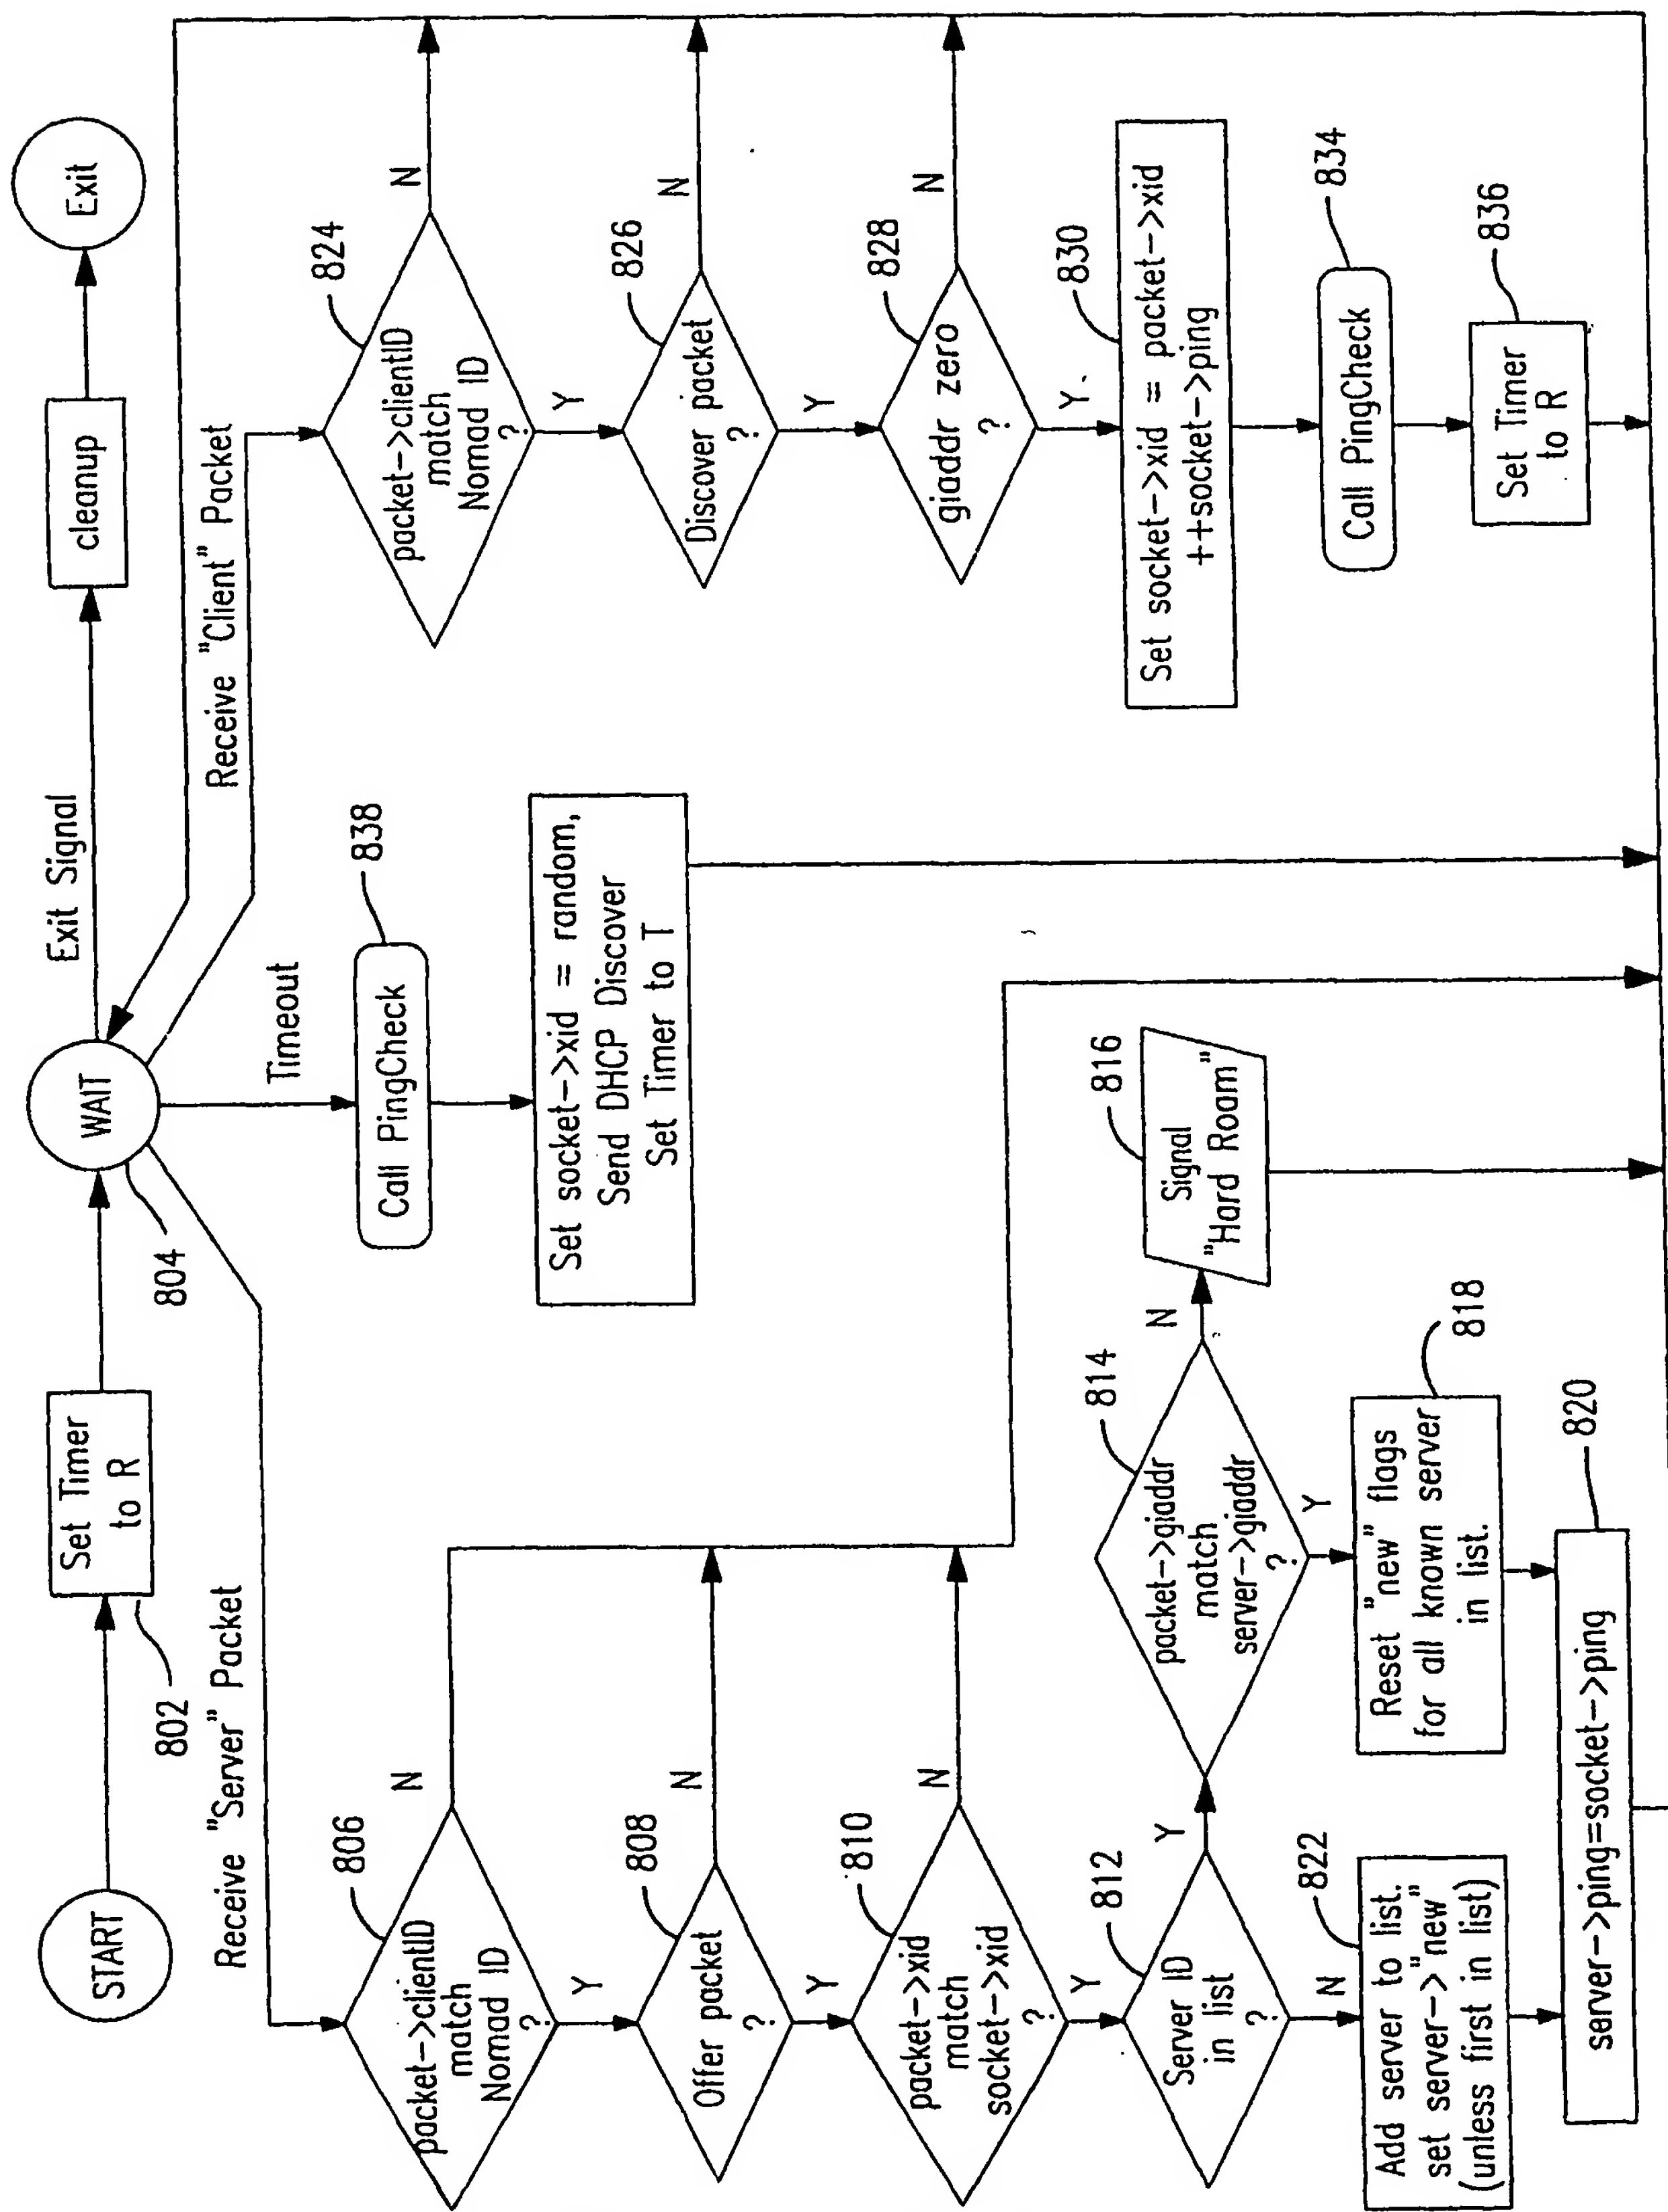 START
Set Timer
to R
802
WAIT
804
Exit Signal
cleanup
Exit
Receive "Server" Packet
Timeout
Receive "Client" Packet
packet->clientID
match
Nomad ID
?
806
N
Y
Offer packet
?
808
N
Y
packet->xid
match
socket->xid
?
810
N
Y
Server ID
in list
?
812
Y
N
packet->giaddr
match
server->giaddr
?
814
N
Y
Signal
"Hard Roam"
816
Add server to list.
set server->"new"
(unless first in list)
822
Reset "new" flags
for all known server
in list.
818
server->ping=socket->ping
820
Call PingCheck
838
Set socket->xid = random,
Send DHCP Discover
Set Timer to T
packet->clientID
match
Nomad ID
?
824
N
Y
Discover packet
?
826
N
Y
giaddr zero
?
828
N
Y.
Set socket->xid = packet->xid
++socket->ping
830
Call PingCheck
834
Set Timer
to R
836